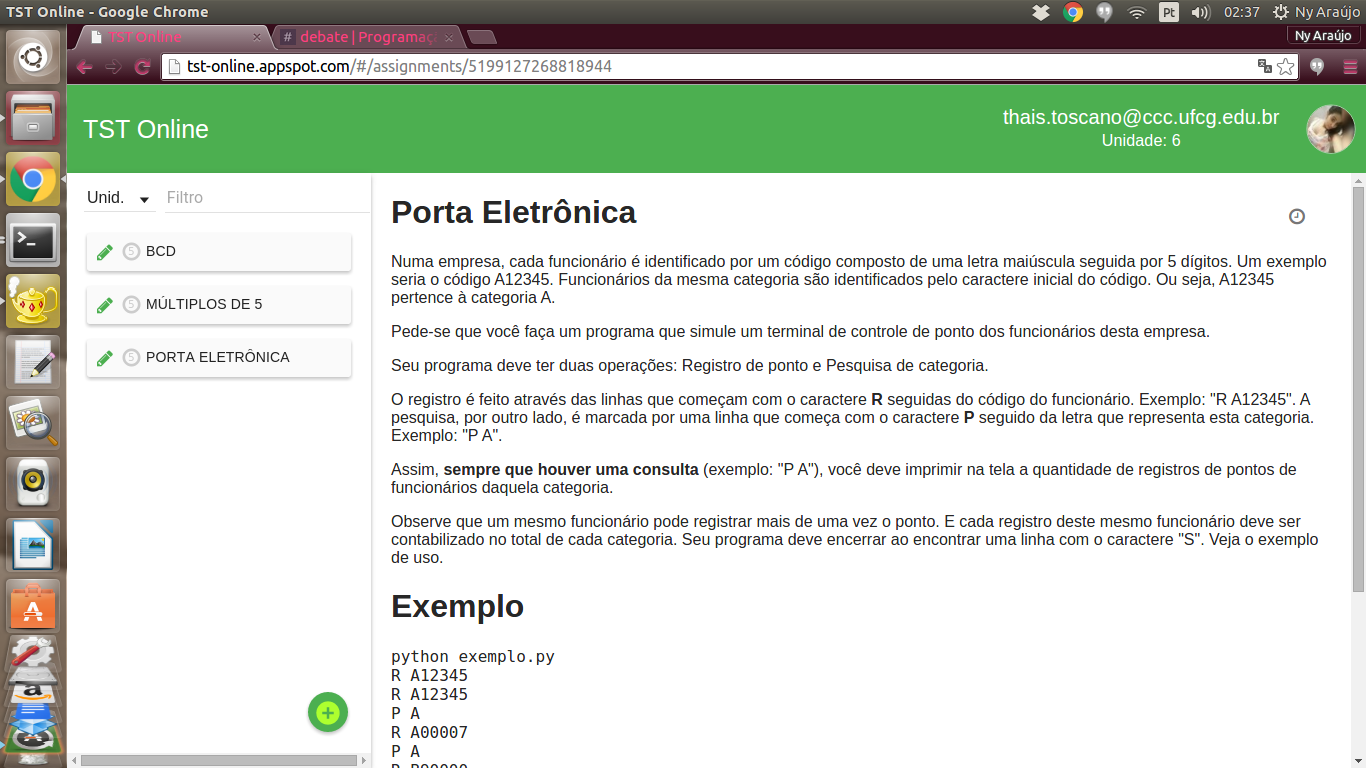 TST Online - Google Chrome
Pt
02:37
Ny Araújo
TST Online
# debate | Programaç
Ny Araújo
tst-online.appspot.com/#/assignments/5199127268818944
TST Online
thais.toscano@ccc.ufcg.edu.br
Unidade: 6
Unid.
Filtro
5 BCD
5 MÚLTIPLOS DE 5
5 PORTA ELETRÔNICA
Porta Eletrônica
Numa empresa, cada funcionário é identificado por um código composto de uma letra maiúscula seguida por 5 dígitos. Um exemplo
seria o código A12345. Funcionários da mesma categoria são identificados pelo caractere inicial do código. Ou seja, A12345
pertence à categoria A.
Pede-se que você faça um programa que simule um terminal de controle de ponto dos funcionários desta empresa.
Seu programa deve ter duas operações: Registro de ponto e Pesquisa de categoria.
O registro é feito através das linhas que começam com o caractere R seguidas do código do funcionário. Exemplo: "R A12345". A
pesquisa, por outro lado, é marcada por uma linha que começa com o caractere P seguido da letra que representa esta categoria.
Exemplo: "P A".
Assim, sempre que houver uma consulta (exemplo: "P A"), você deve imprimir na tela a quantidade de registros de pontos de
funcionários daquela categoria.
Observe que um mesmo funcionário pode registrar mais de uma vez o ponto. E cada registro deste mesmo funcionário deve ser
contabilizado no total de cada categoria. Seu programa deve encerrar ao encontrar uma linha com o caractere "S". Veja o exemplo
de uso.
Exemplo
python exemplo.py
R A12345
R A12345
P A
R A00007
P A